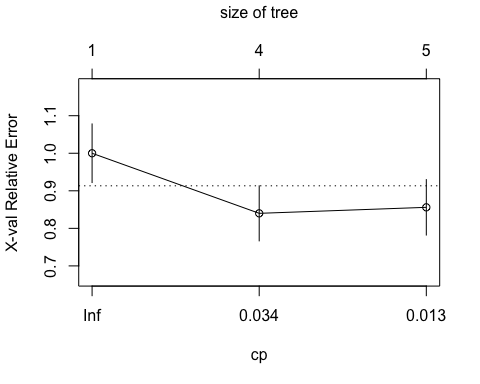 size of tree
1 4 5
X-val Relative Error
1.1
1.0
0.9
0.8
0.7
Inf 0.034 0.013
cp